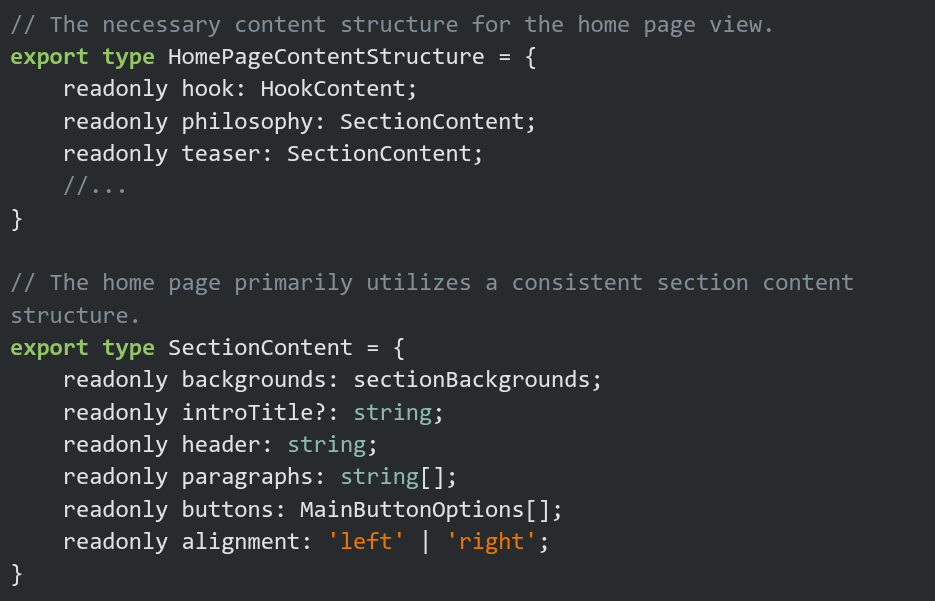 // The necessary content structure for the home page view.
export type HomePageContentStructure = {
    readonly hook: HookContent;
    readonly philosophy: SectionContent;
    readonly teaser: SectionContent;
    //...
}

// The home page primarily utilizes a consistent section content
structure.
export type SectionContent = {
    readonly backgrounds: sectionBackgrounds;
    readonly introTitle?: string;
    readonly header: string;
    readonly paragraphs: string[];
    readonly buttons: MainButtonOptions[];
    readonly alignment: 'left' | 'right';
}